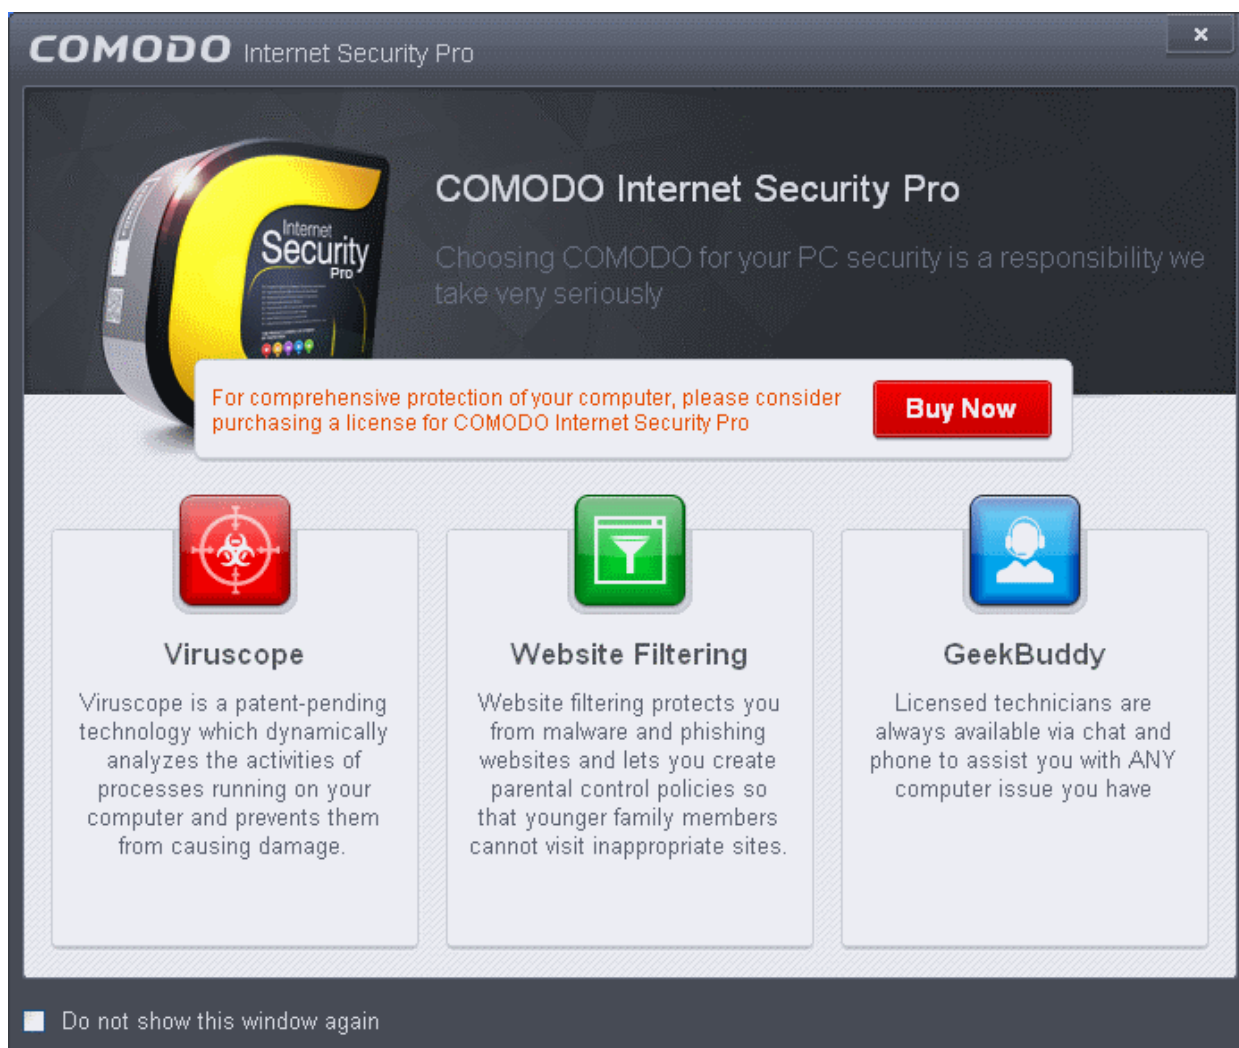 COMODO Internet Security Pro
COMODO Internet Security Pro
Choosing COMODO for your PC security is a responsibility we
take very seriously
Internet
Security
Pro
For comprehensive protection of your computer, please consider
purchasing a license for COMODO Internet Security Pro
Buy Now
Viruscope
Viruscope is a patent-pending
technology which dynamically
analyzes the activities of
processes running on your
computer and prevents them
from causing damage.
Website Filtering
Website filtering protects you
from malware and phishing
websites and lets you create
parental control policies so
that younger family members
cannot visit inappropriate sites.
GeekBuddy
Licensed technicians are
always available via chat and
phone to assist you with ANY
computer issue you have
Do not show this window again